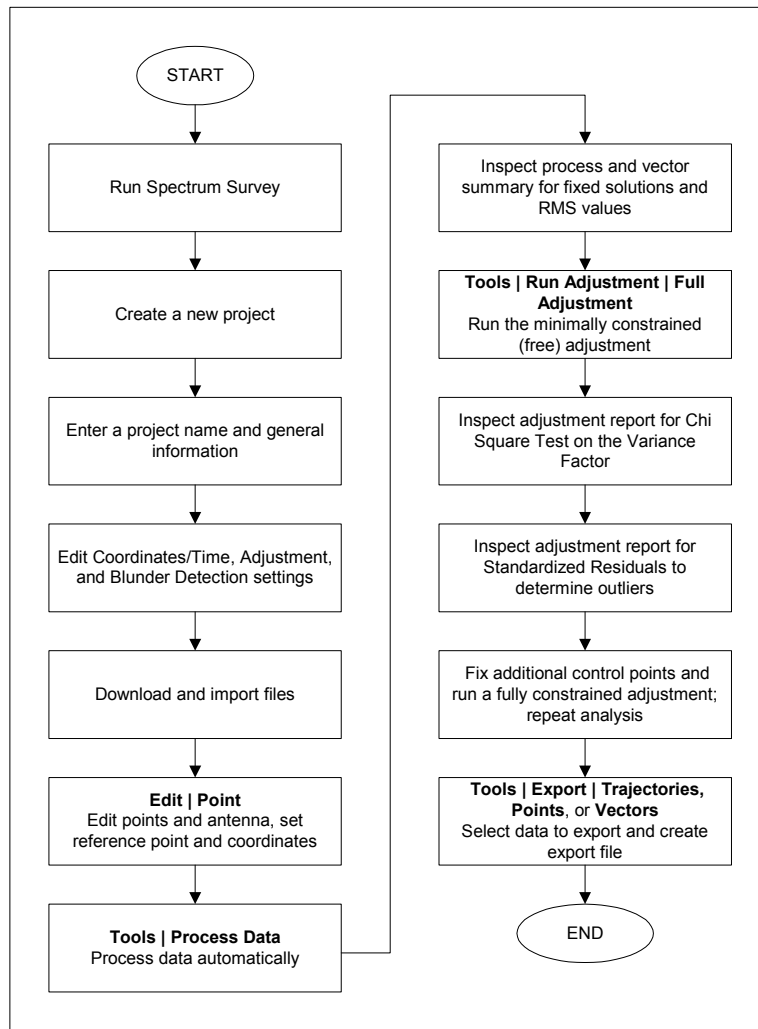 START
Run Spectrum Survey
Create a new project
Enter a project name and general
information
Edit Coordinates/Time, Adjustment,
and Blunder Detection settings
Download and import files
Edit | Point
Edit points and antenna, set
reference point and coordinates
Tools | Process Data
Process data automatically
Inspect process and vector
summary for fixed solutions and
RMS values
Tools | Run Adjustment | Full
Adjustment
Run the minimally constrained
(free) adjustment
Inspect adjustment report for Chi
Square Test on the Variance
Factor
Inspect adjustment report for
Standardized Residuals to
determine outliers
Fix additional control points and
run a fully constrained adjustment;
repeat analysis
Tools | Export | Trajectories,
Points, or Vectors
Select data to export and create
export file
END